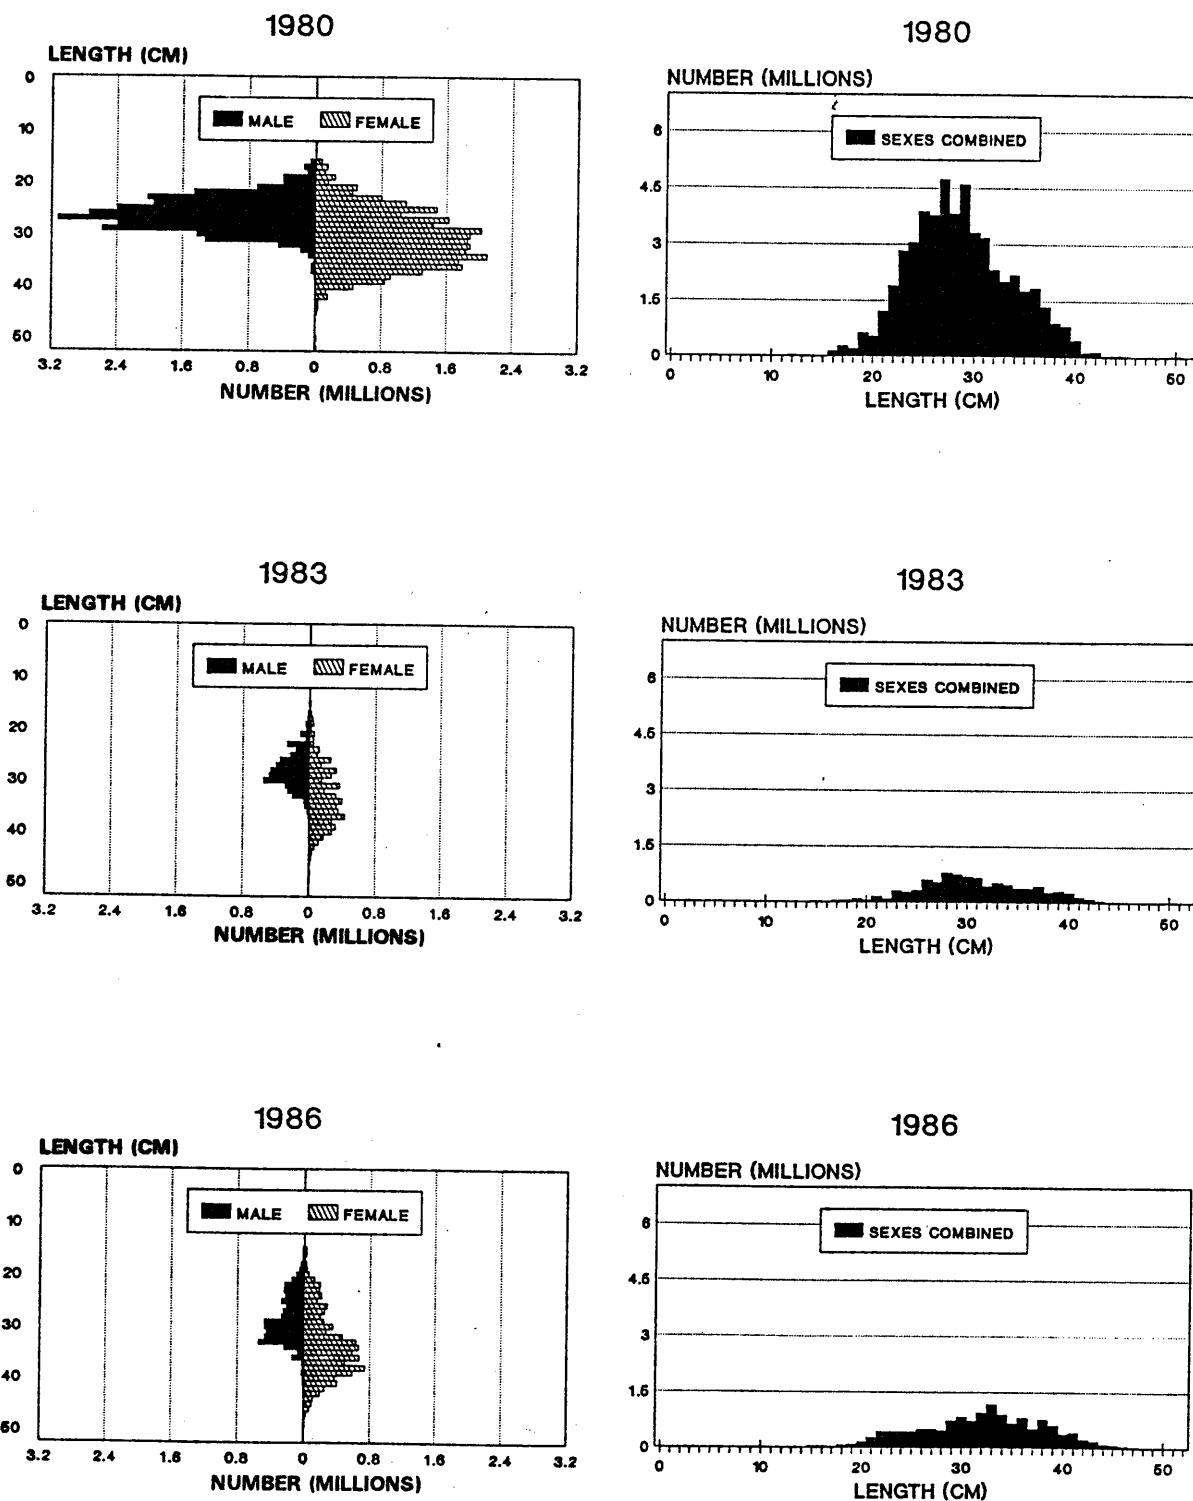 1980
LENGTH (CM)
MALE FEMALE
0
10
20
30
40
50
3.2 2.4 1.6 0.8 0 0.8 1.6 2.4 3.2
NUMBER (MILLIONS)
1980
NUMBER (MILLIONS)
SEXES COMBINED
6
4.5
3
1.5
0
0 10 20 30 40 50
LENGTH (CM)
1983
LENGTH (CM)
MALE FEMALE
0
10
20
30
40
50
3.2 2.4 1.6 0.8 0 0.8 1.6 2.4 3.2
NUMBER (MILLIONS)
1983
NUMBER (MILLIONS)
SEXES COMBINED
6
4.5
3
1.5
0
0 10 20 30 40 50
LENGTH (CM)
1986
LENGTH (CM)
MALE FEMALE
0
10
20
30
40
50
3.2 2.4 1.6 0.8 0 0.8 1.6 2.4 3.2
NUMBER (MILLIONS)
1986
NUMBER (MILLIONS)
SEXES COMBINED
6
4.5
3
1.5
0
0 10 20 30 40 50
LENGTH (CM)